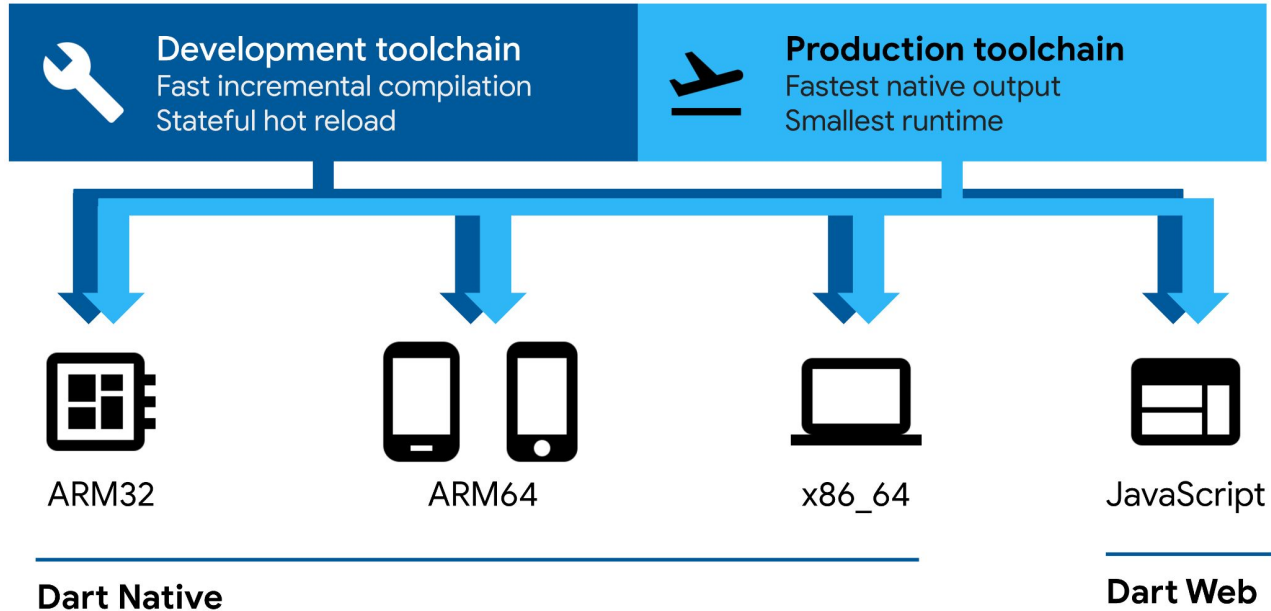 Development toolchain
Fast incremental compilation
Stateful hot reload
Production toolchain
Fastest native output
Smallest runtime
ARM32
ARM64
x86_64
JavaScript
Dart Native
Dart Web